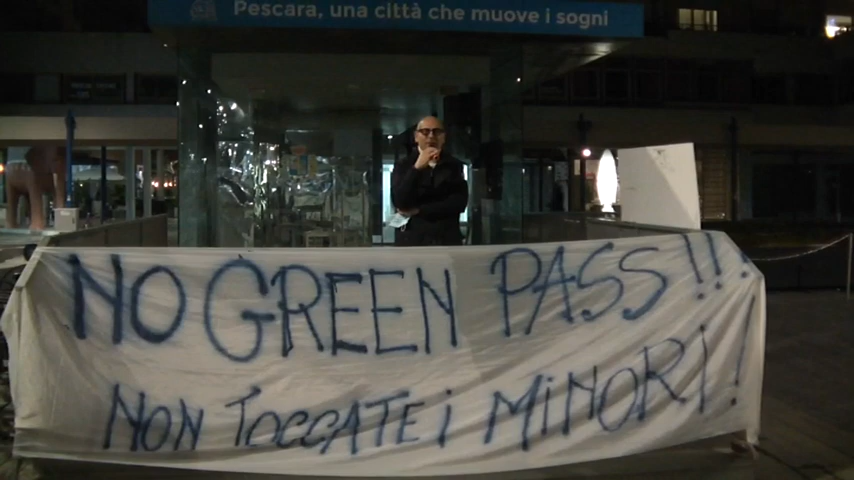 Pescara, una città che muove i sogni
NO GREEN PASS!!!
NON TOCCATE i MiNORI!